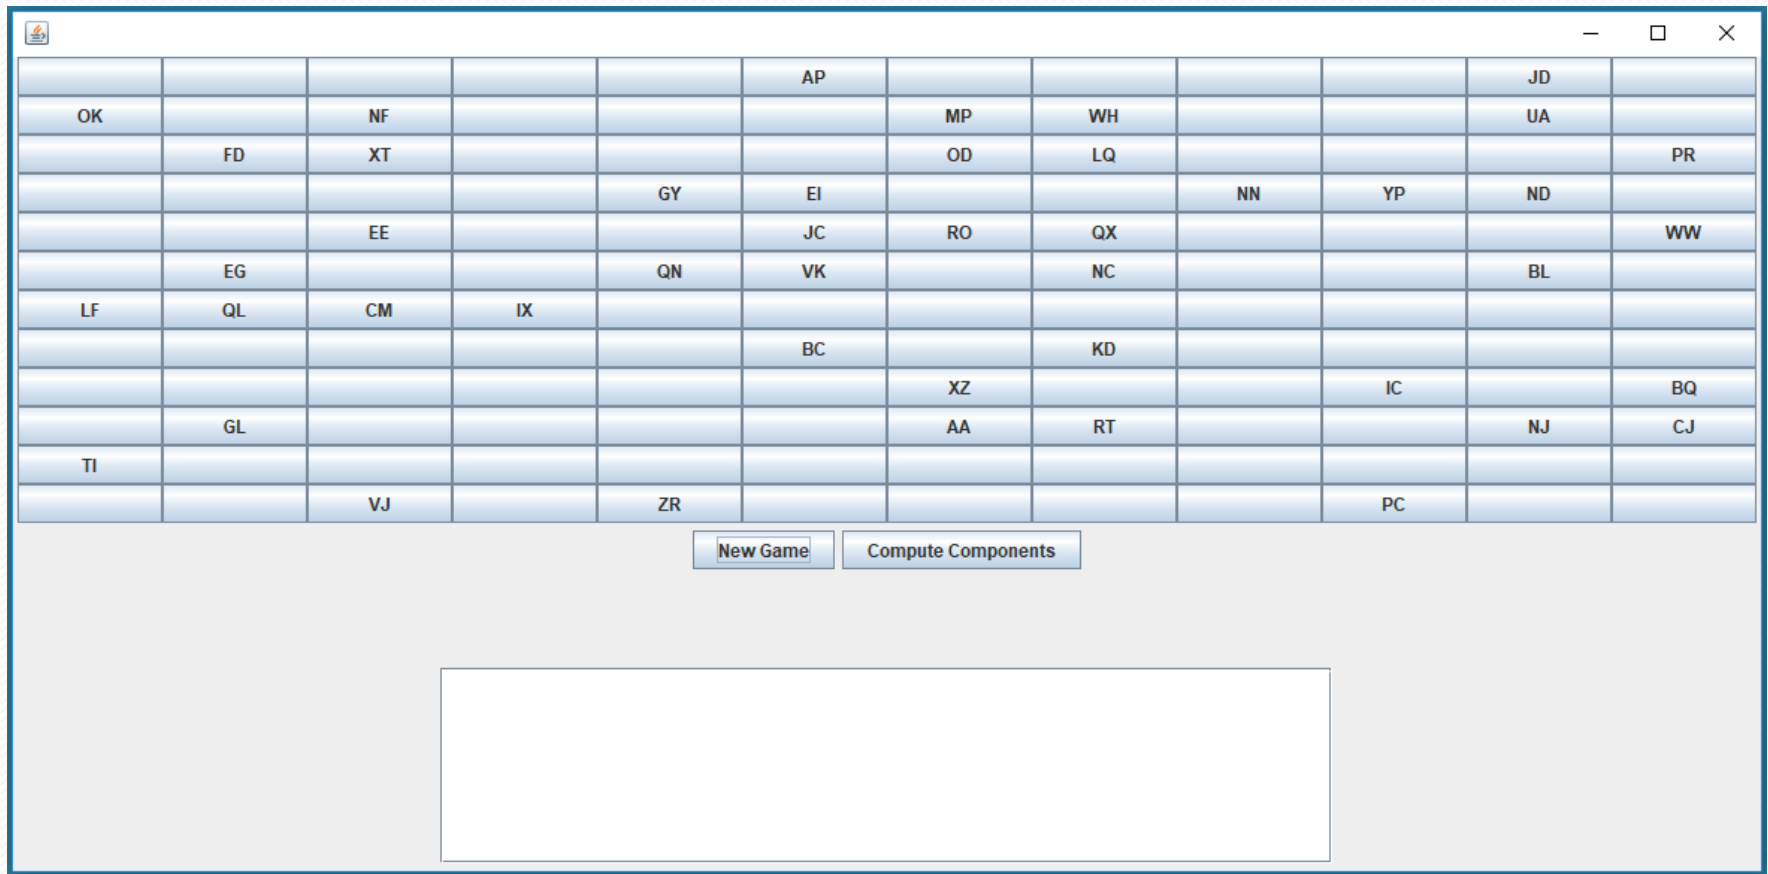 AP JD
OK NF MP WH UA
FD XT OD LQ PR
GY EI NN YP ND
EE JC RO QX WW
EG QN VK NC BL
LF QL CM IX
BC KD
XZ IC BQ
GL AA RT NJ CJ
TI
VJ ZR PC
New Game Compute Components